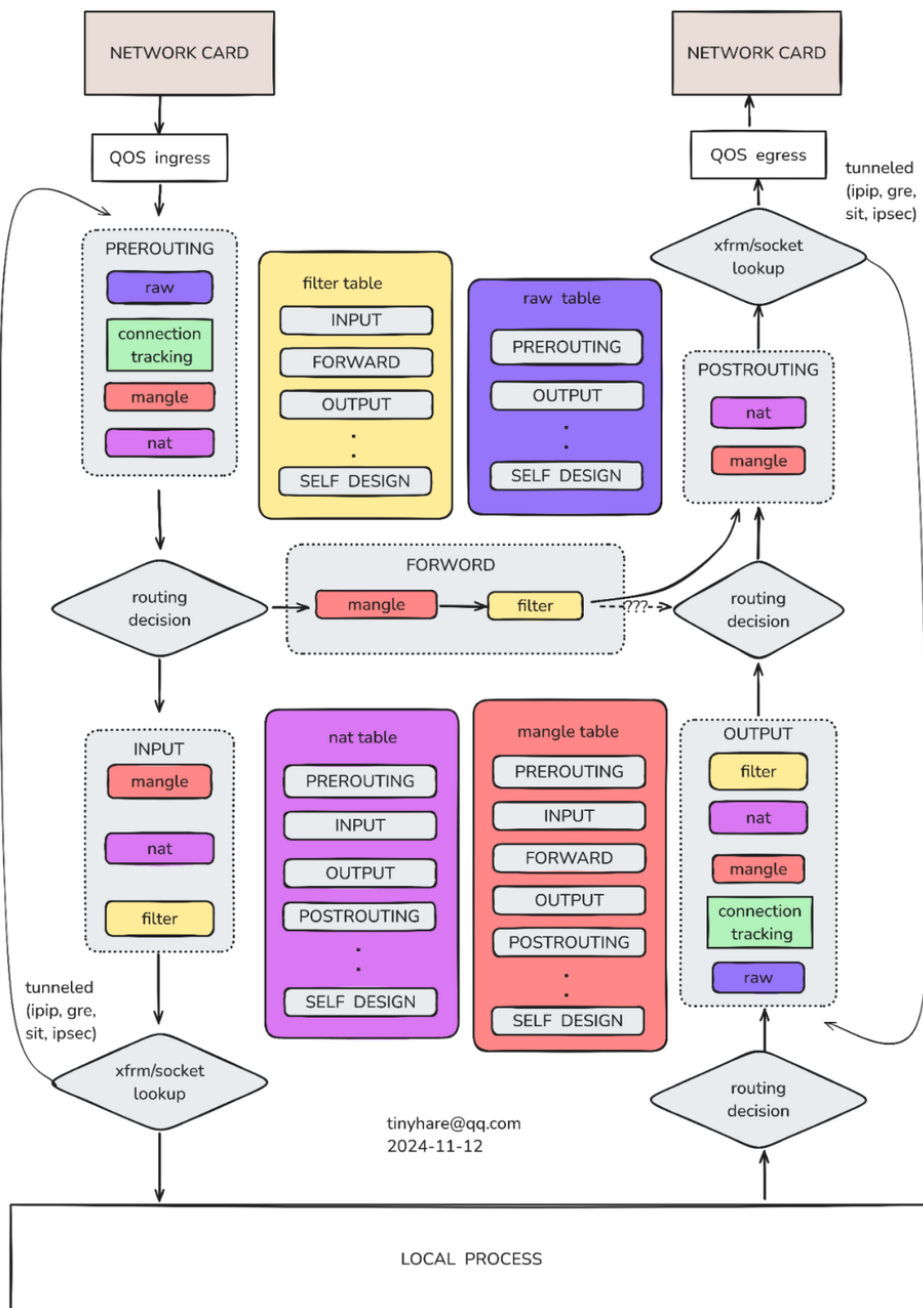 NETWORK CARD
QOS ingress
PREROUTING
raw
connection
tracking
mangle
nat
routing
decision
INPUT
mangle
nat
filter
tunneled
(ipip, gre,
sit, ipsec)
xfrm/socket
lookup
filter table
INPUT
FORWARD
OUTPUT
.
.
SELF DESIGN
raw table
PREROUTING
OUTPUT
.
.
SELF DESIGN
FORWORD
mangle
filter
???
nat table
PREROUTING
INPUT
OUTPUT
POSTROUTING
.
.
SELF DESIGN
mangle table
PREROUTING
INPUT
FORWARD
OUTPUT
POSTROUTING
.
.
SELF DESIGN
NETWORK CARD
QOS egress
tunneled
(ipip, gre,
sit, ipsec)
xfrm/socket
lookup
POSTROUTING
nat
mangle
routing
decision
OUTPUT
filter
nat
mangle
connection
tracking
raw
routing
decision
tinyhare@qq.com
2024-11-12
LOCAL PROCESS